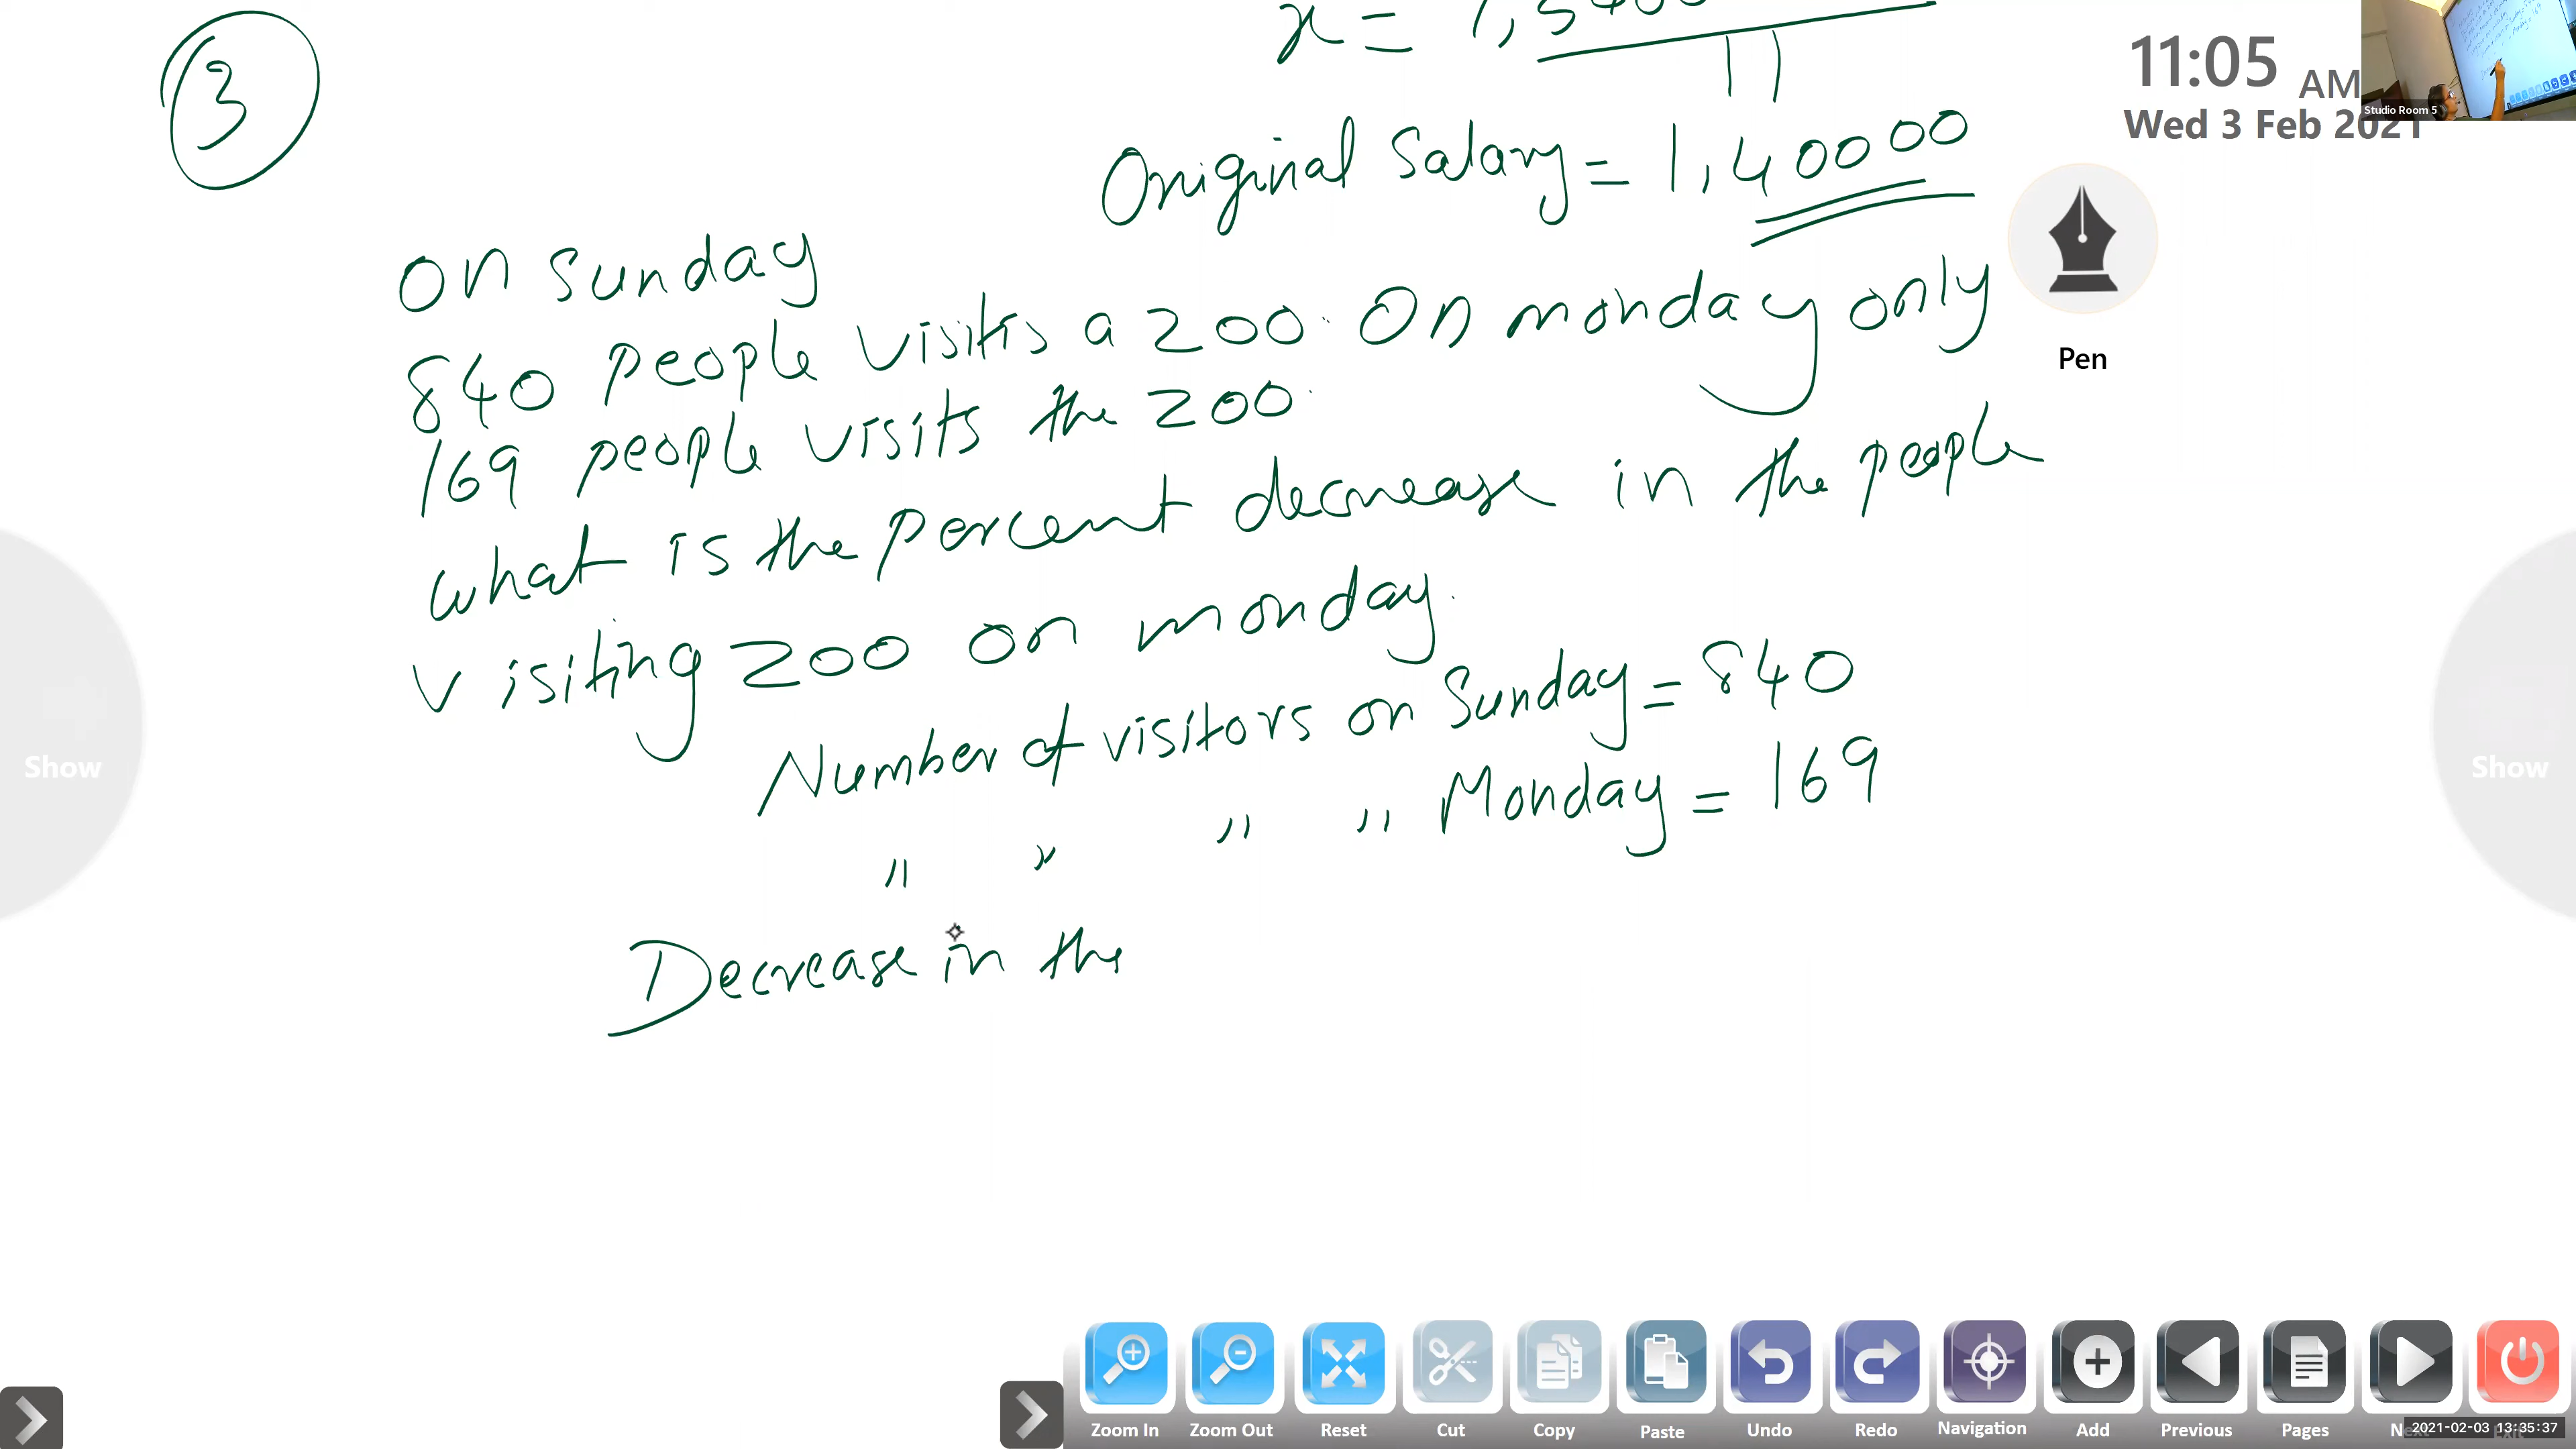 3
x = 1,540
11
Original Salary = 1,40000
On Sunday
840 people visits a zoo. On monday only
169 people visits the zoo.
What is the percent decrease in the people
visiting zoo on monday.
Number of visitors on Sunday = 840
" " " " Monday = 169
Decrease in the
11:05 AM
Wed 3 Feb 2021
Studio Room 5
Pen
Show
Show
Zoom In
Zoom Out
Reset
Cut
Copy
Paste
Undo
Redo
Navigation
Add
Previous
Pages
2021-02-03 13:35:37